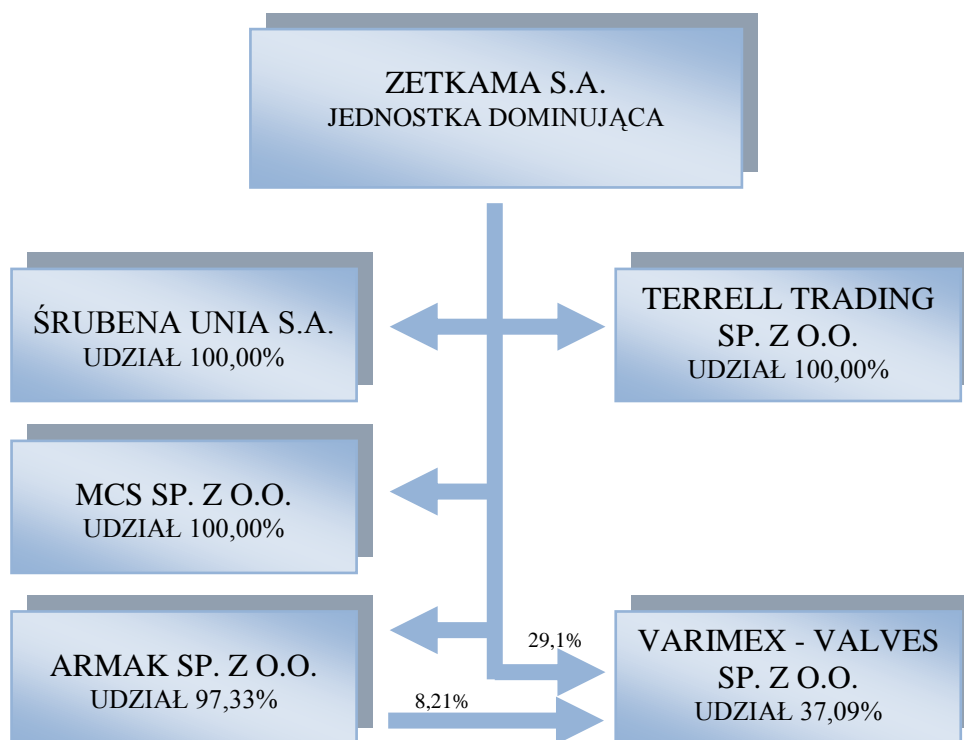 ZETKAMA S.A.
JEDNOSTKA DOMINUJĄCA
ŚRUBENA UNIA S.A.
UDZIAŁ 100,00%
TERRELL TRADING
SP. Z O.O.
UDZIAŁ 100,00%
MCS SP. Z O.O.
UDZIAŁ 100,00%
ARMAK SP. Z O.O.
UDZIAŁ 97,33%
29,1%
8,21%
VARIMEX - VALVES
SP. Z O.O.
UDZIAŁ 37,09%